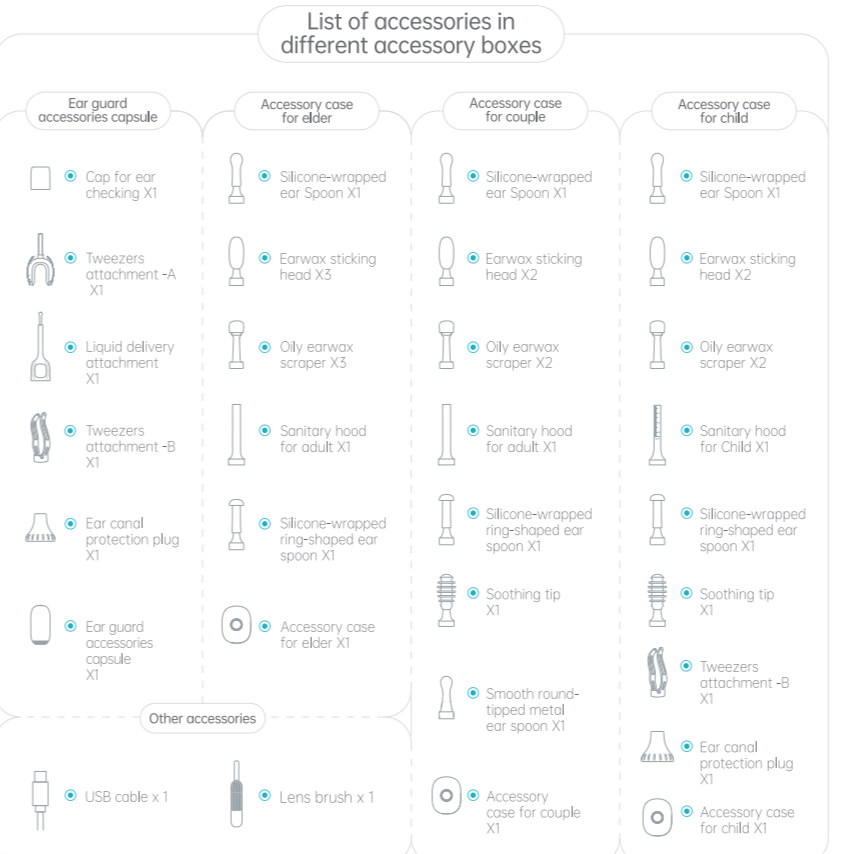 List of accessories in
different accessory boxes
Ear guard
accessories capsule
Cap for ear
checking X1
Tweezers
attachment -A
X1
Liquid delivery
attachment
X1
Tweezers
attachment -B
X1
Ear canal
protection plug
X1
Ear guard
accessories
capsule
X1
Accessory case
for elder
Silicone-wrapped
ear Spoon X1
Earwax sticking
head X3
Oily earwax
scraper X3
Sanitary hood
for adult X1
Silicone-wrapped
ring-shaped ear
spoon X1
Accessory case
for elder X1
Accessory case
for couple
Silicone-wrapped
ear Spoon X1
Earwax sticking
head X2
Oily earwax
scraper X2
Sanitary hood
for adult X1
Silicone-wrapped
ring-shaped ear
spoon X1
Soothing tip
X1
Smooth round-
tipped metal
ear spoon X1
Accessory
case for couple
X1
Accessory case
for child
Silicone-wrapped
ear Spoon X1
Earwax sticking
head X2
Oily earwax
scraper X2
Sanitary hood
for Child X1
Silicone-wrapped
ring-shaped ear
spoon X1
Soothing tip
X1
Tweezers
attachment -B
X1
Ear canal
protection plug
X1
Accessory case
for child X1
Other accessories
USB cable x 1
Lens brush x 1